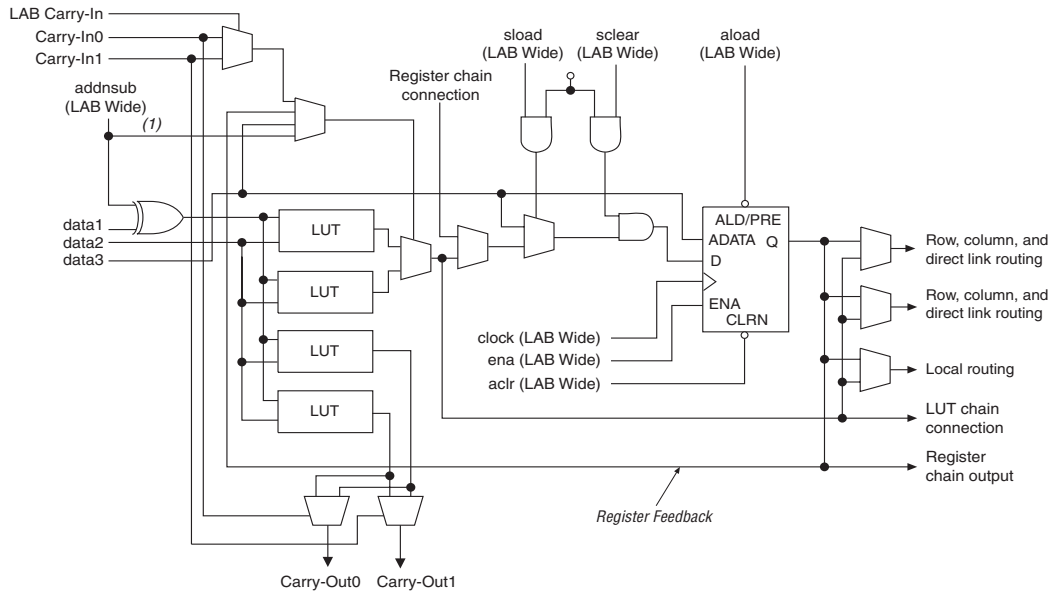 LAB Carry-In
Carry-In0
Carry-In1
addnsub
(LAB Wide)
(1)
data1
data2
data3
Register chain
connection
sload
(LAB Wide)
sclear
(LAB Wide)
aload
(LAB Wide)
LUT
LUT
LUT
LUT
ALD/PRE
ADATA Q
D
ENA
CLRN
clock (LAB Wide)
ena (LAB Wide)
aclr (LAB Wide)
Row, column, and
direct link routing
Row, column, and
direct link routing
Local routing
LUT chain
connection
Register
chain output
Register Feedback
Carry-Out0
Carry-Out1